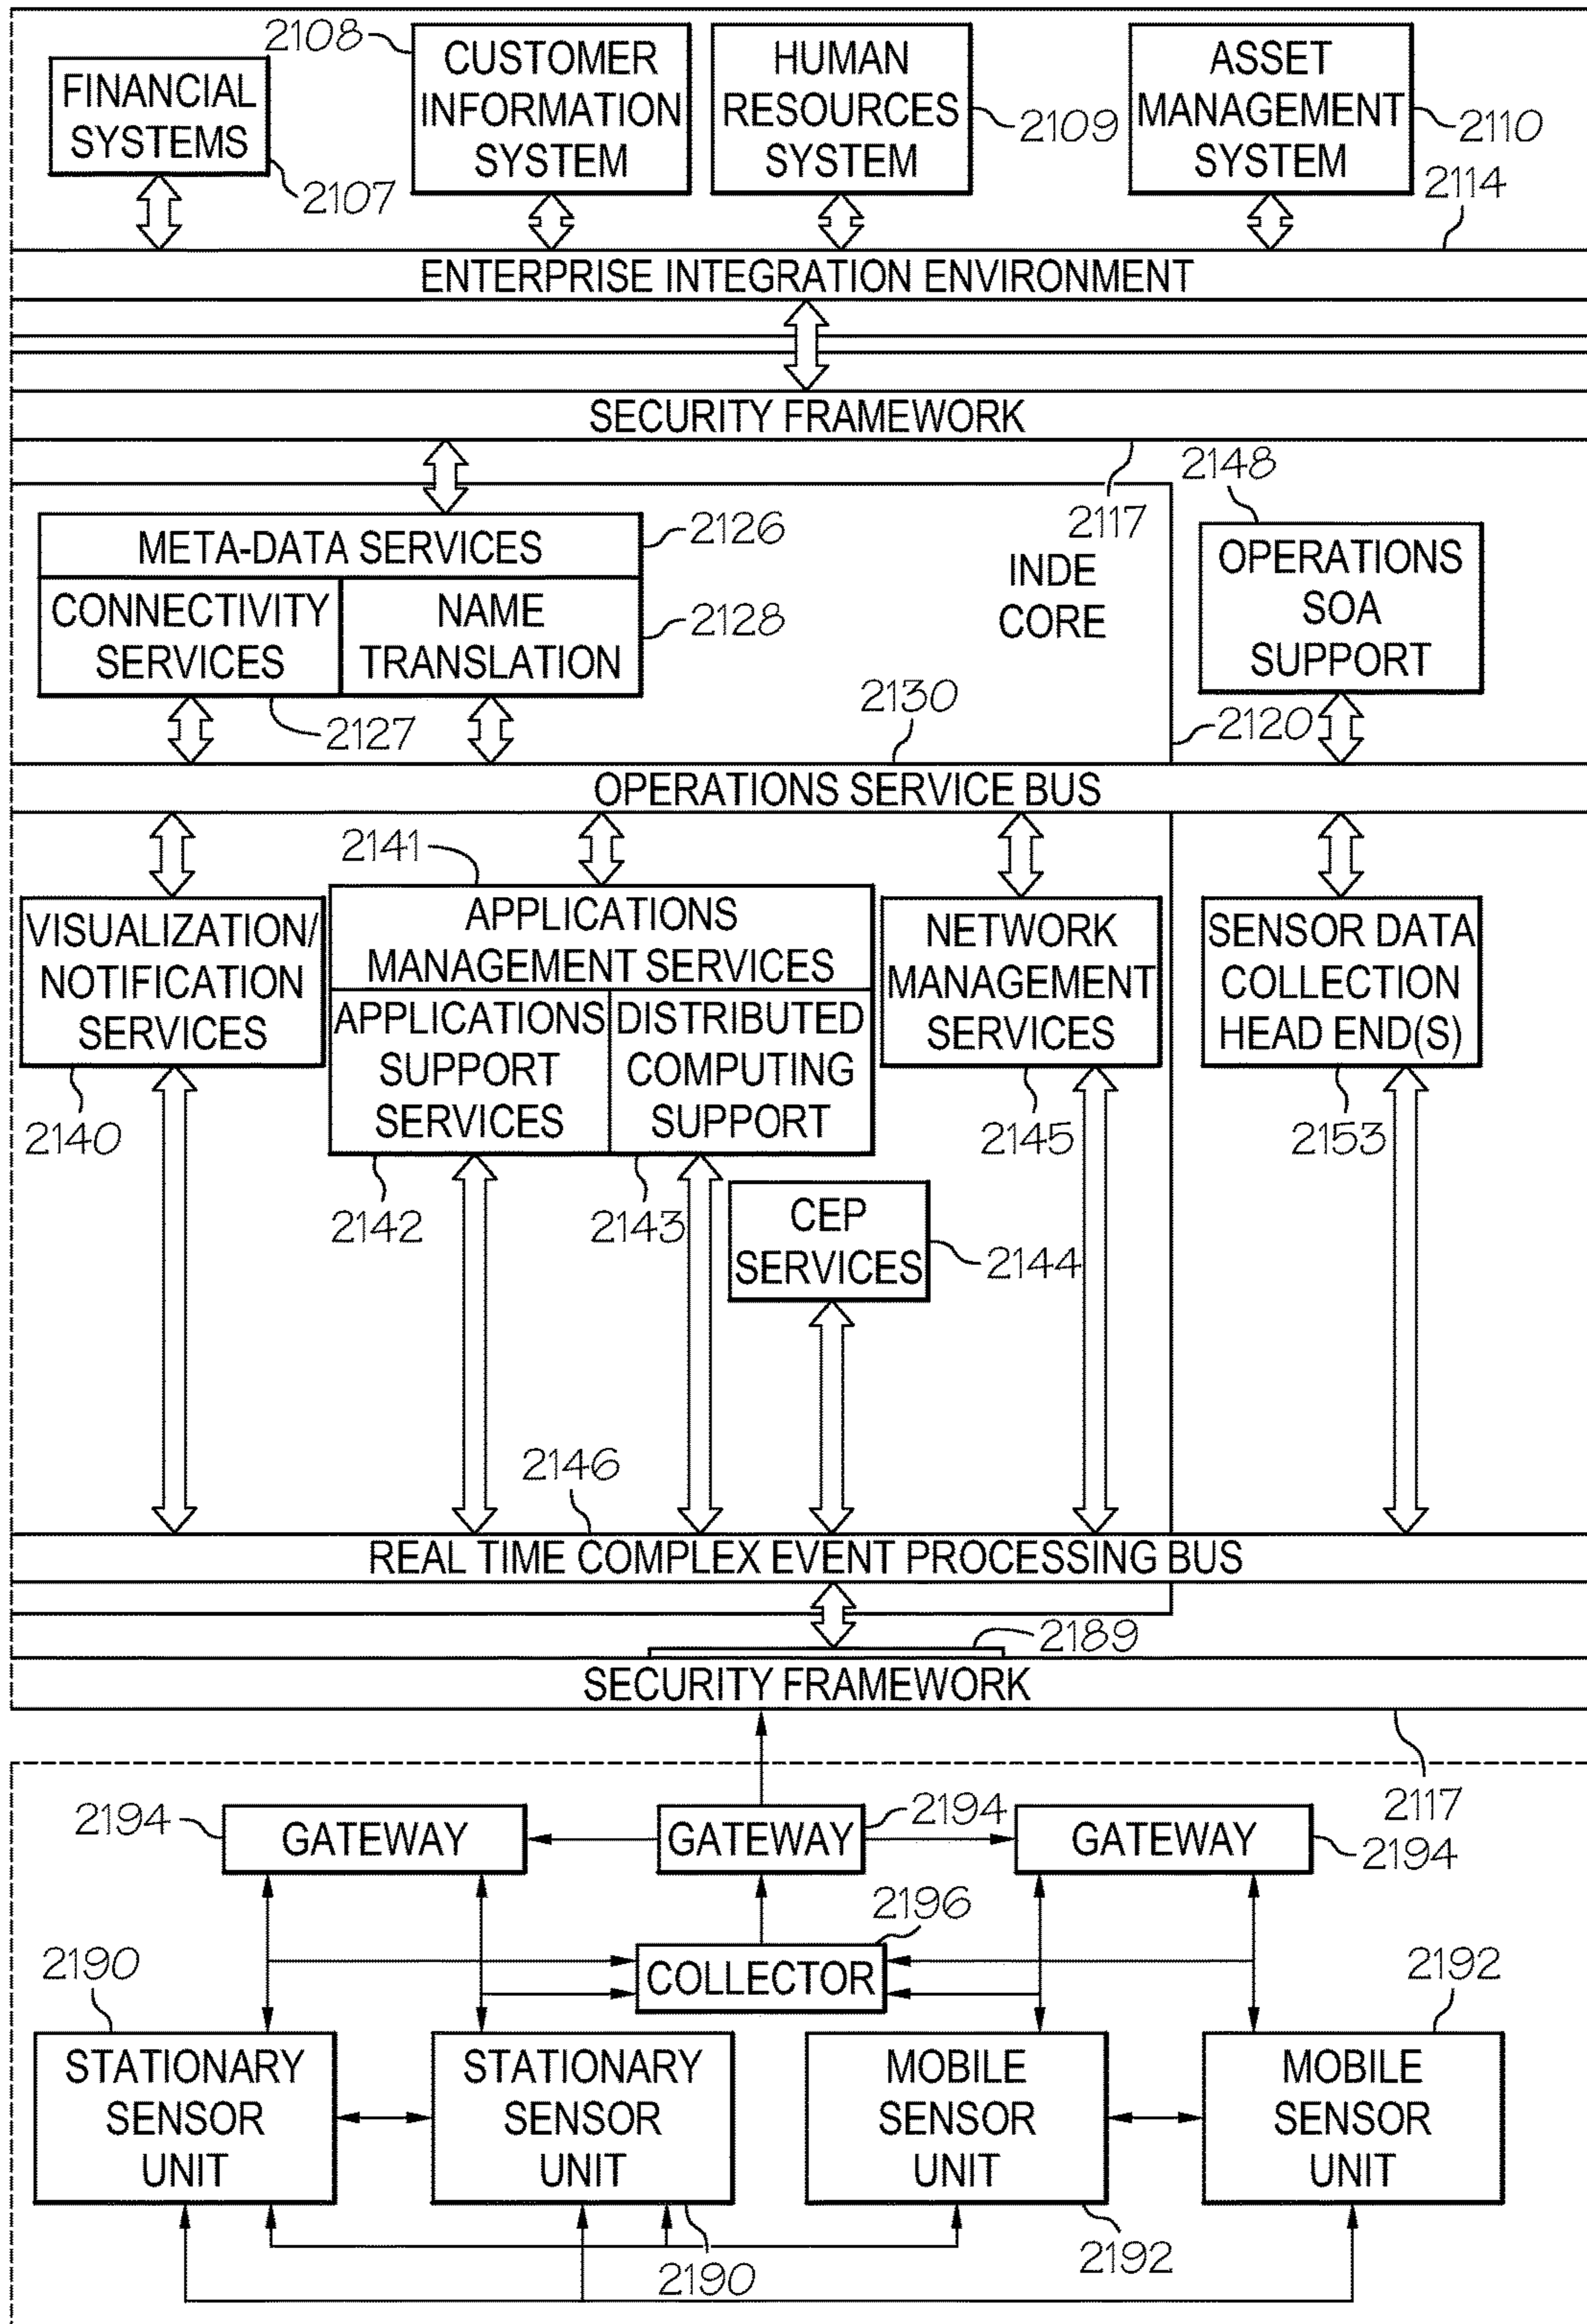 2108
FINANCIAL
SYSTEMS
2107
CUSTOMER
INFORMATION
SYSTEM
HUMAN
RESOURCES
SYSTEM
2109
ASSET
MANAGEMENT
SYSTEM
2110
2114
ENTERPRISE INTEGRATION ENVIRONMENT
SECURITY FRAMEWORK
2117
META-DATA SERVICES
2126
CONNECTIVITY
SERVICES
2127
NAME
TRANSLATION
2128
INDE
CORE
2148
OPERATIONS
SOA
SUPPORT
2120
2130
OPERATIONS SERVICE BUS
VISUALIZATION/
NOTIFICATION
SERVICES
2140
2141
APPLICATIONS
MANAGEMENT SERVICES
APPLICATIONS
SUPPORT
SERVICES
2142
DISTRIBUTED
COMPUTING
SUPPORT
2143
CEP
SERVICES
2144
NETWORK
MANAGEMENT
SERVICES
2145
SENSOR DATA
COLLECTION
HEAD END(S)
2153
2146
REAL TIME COMPLEX EVENT PROCESSING BUS
2189
SECURITY FRAMEWORK
2117
2194
GATEWAY
GATEWAY
2194
GATEWAY
2194
2196
COLLECTOR
2190
STATIONARY
SENSOR
UNIT
STATIONARY
SENSOR
UNIT
2190
MOBILE
SENSOR
UNIT
2192
2192
MOBILE
SENSOR
UNIT